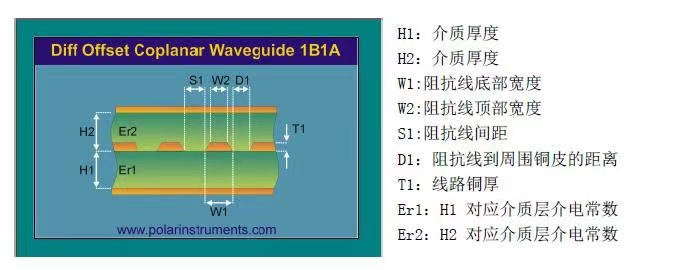 Diff Offset Coplanar Waveguide 1B1A
S1 W2 D1
H2 Er2 T1
H1 Er1
W1
www.polarinstruments.com
H1: 介质厚度
H2: 介质厚度
W1:阻抗线底部宽度
W2:阻抗线顶部宽度
S1:阻抗线间距
D1: 阻抗线到周围铜皮的距离
T1: 线路铜厚
Er1: H1 对应介质层介电常数
Er2: H2 对应介质层介电常数